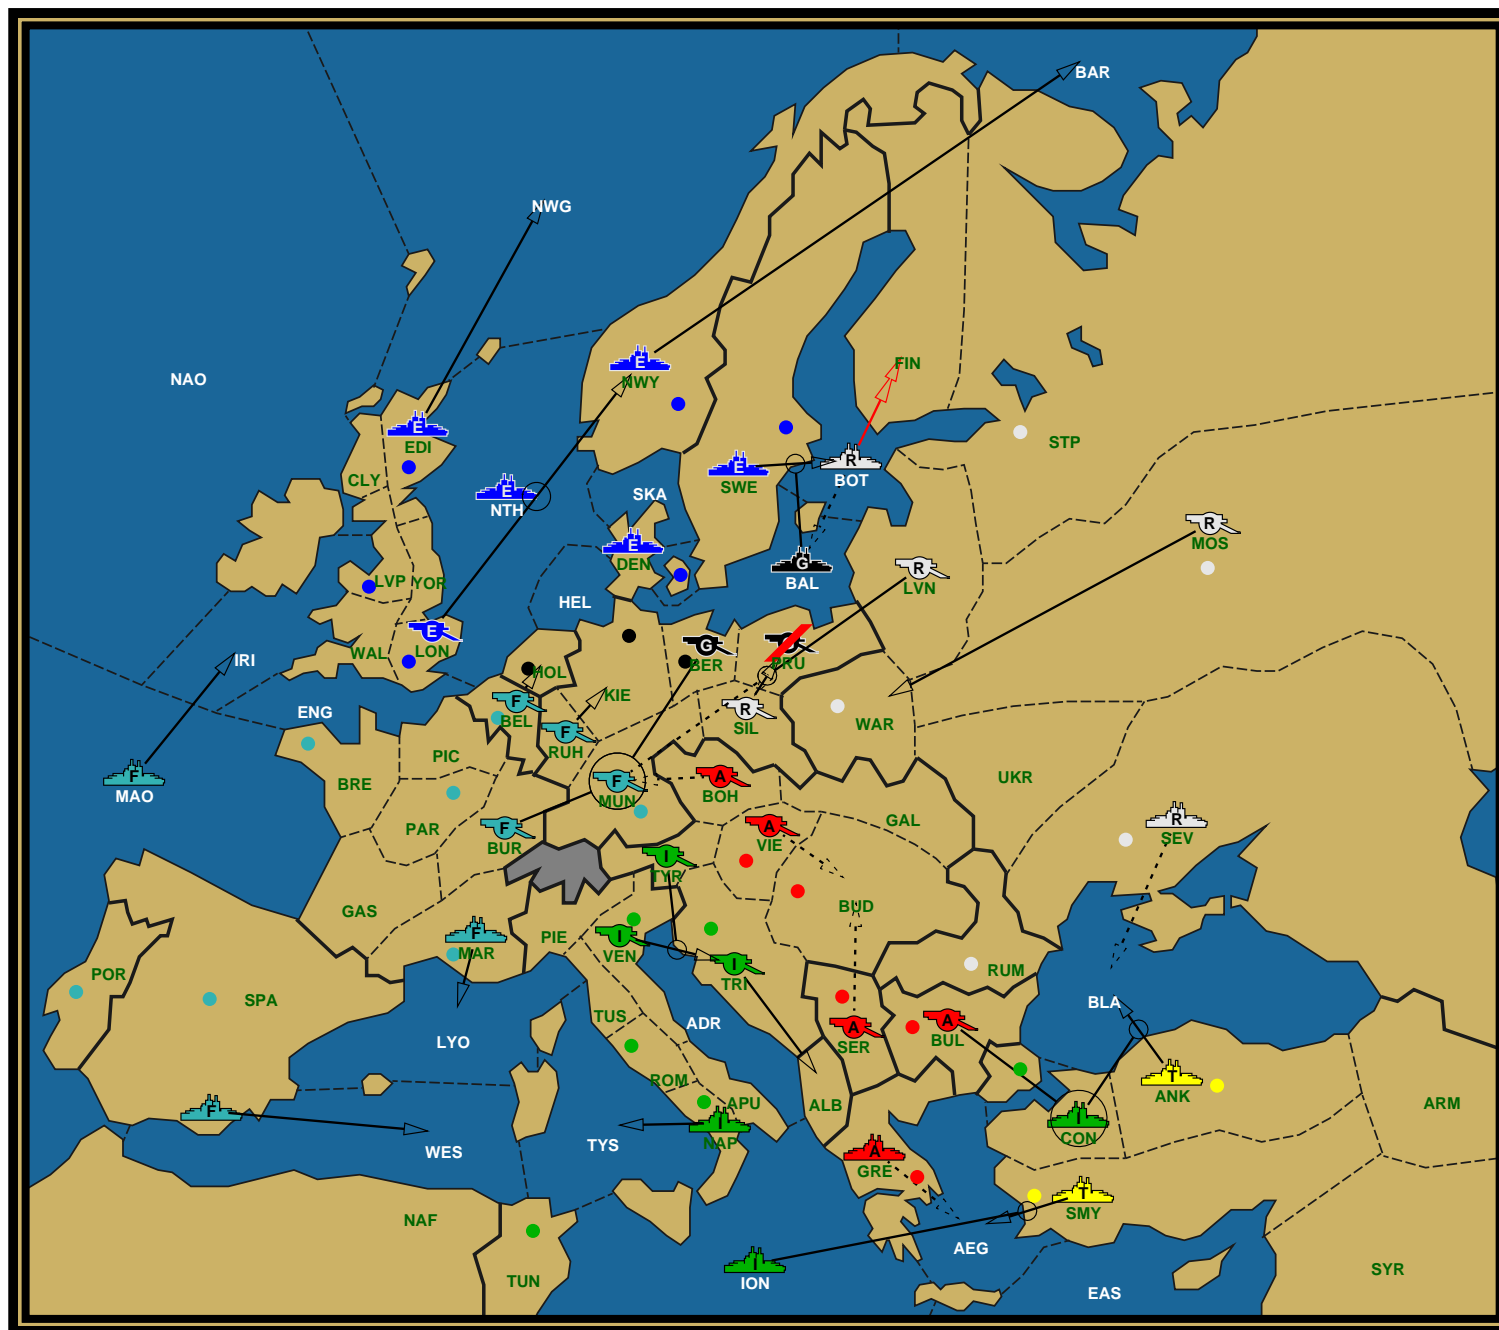 BAR
NWG
NAO
FIN
E
NWY
E
EDI
STP
R
BOT
E
SWE
CLY
SKA
E
NTH
R
MOS
E
DEN
G
BAL
R
LVN
LVP
YOR
HEL
E
LON
WAL
G
BER
PRU
IRI
HOL
KIE
F
BEL
ENG
R
SIL
WAR
F
RUH
PIC
F
MAO
BRE
F
MUN
A
BOH
UKR
PAR
F
BUR
A
VIE
GAL
R
SEV
I
TYR
GAS
BUD
F
MAR
PIE
I
VEN
I
TRI
RUM
POR
SPA
BLA
TUS
ADR
LYO
A
SER
A
BUL
ROM
APU
ALB
T
ANK
ARM
F
I
NAP
I
CON
WES
TYS
A
GRE
T
SMY
NAF
AEG
I
ION
TUN
EAS
SYR